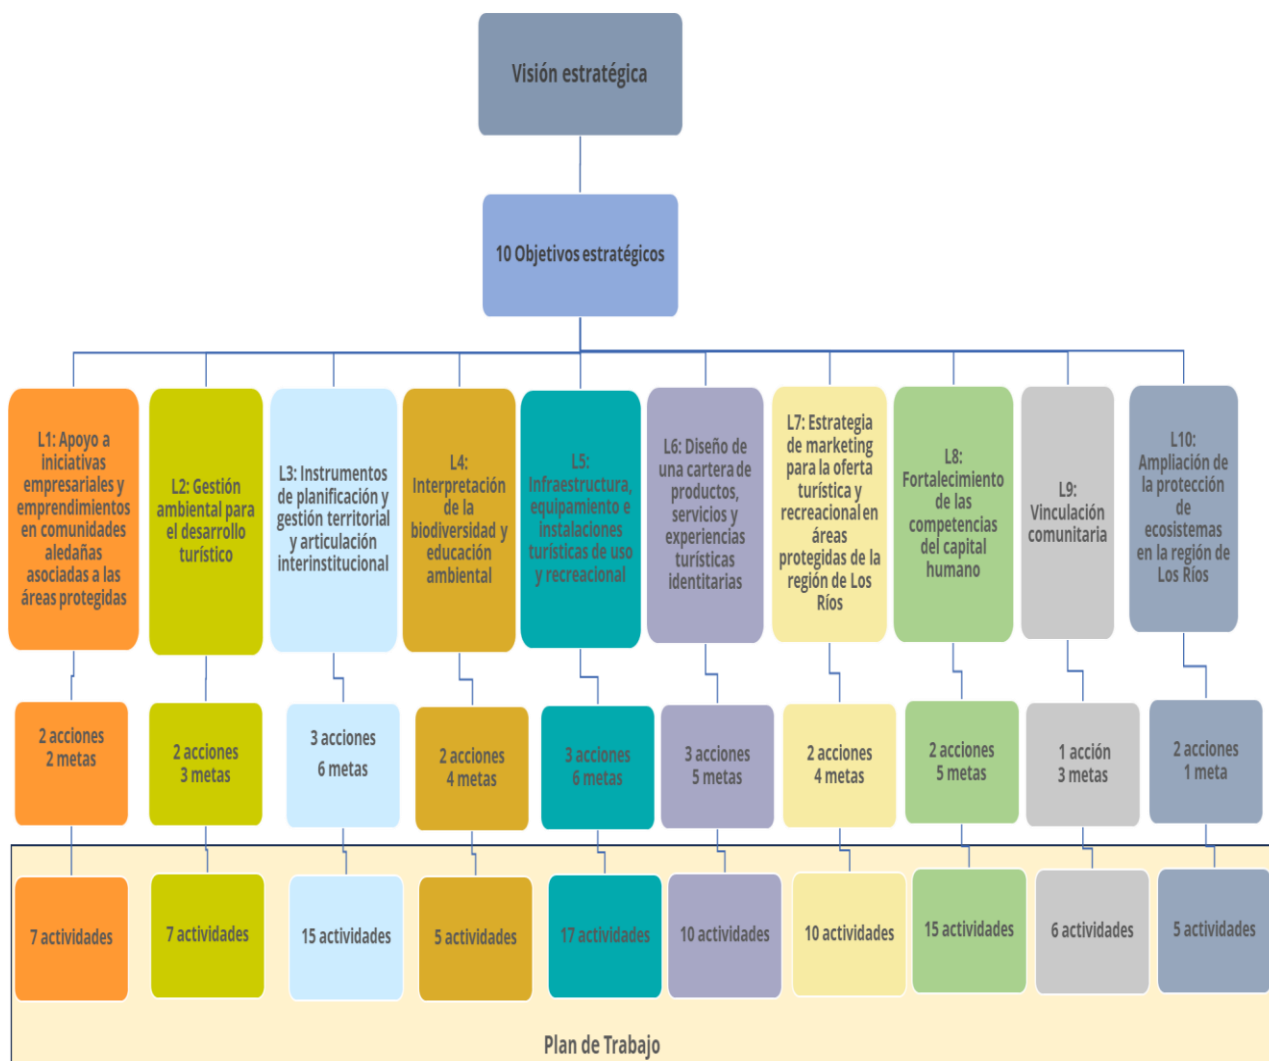 Visión estratégica
10 Objetivos estratégicos
L1: Apoyo a
iniciativas
empresariales y
emprendimientos
en comunidades
aledañas
asociadas a las
áreas protegidas
L2: Gestión
ambiental para
el desarrollo
turístico
L3: Instrumentos
de planificación y
gestión territorial
y articulación
interinstitucional
L4:
Interpretación
de la
biodiversidad y
educación
ambiental
L5:
Infraestructura,
equipamiento e
instalaciones
turísticas de uso
y recreacional
L6: Diseño de
una cartera de
productos,
servicios y
experiencias
turísticas
identitarias
L7: Estrategia
de marketing
para la oferta
turística y
recreacional en
áreas
protegidas de la
región de Los
Ríos
L8:
Fortalecimiento
de las
competencias
del capital
humano
L9:
Vinculación
comunitaria
L10:
Ampliación de
la protección
de
ecosistemas
en la región de
Los Ríos
2 acciones
2 metas
2 acciones
3 metas
3 acciones
6 metas
2 acciones
4 metas
3 acciones
6 metas
3 acciones
5 metas
2 acciones
4 metas
2 acciones
5 metas
1 acción
3 metas
2 acciones
1 meta
7 actividades
7 actividades
15 actividades
5 actividades
17 actividades
10 actividades
10 actividades
15 actividades
6 actividades
5 actividades
Plan de Trabajo